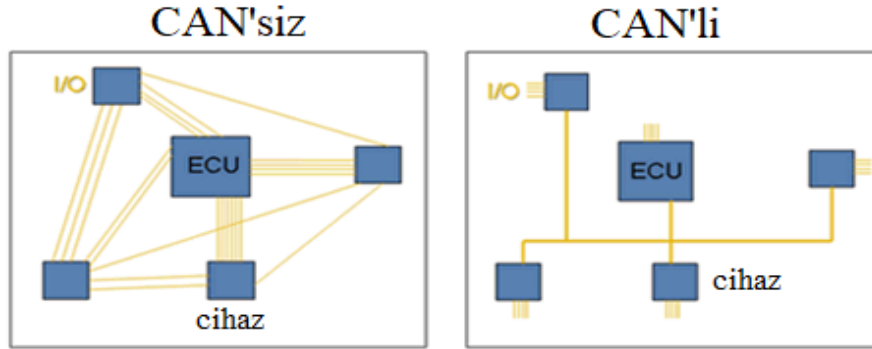 CAN'siz
CAN'li
I/O
ECU
cihaz
I/O
ECU
cihaz